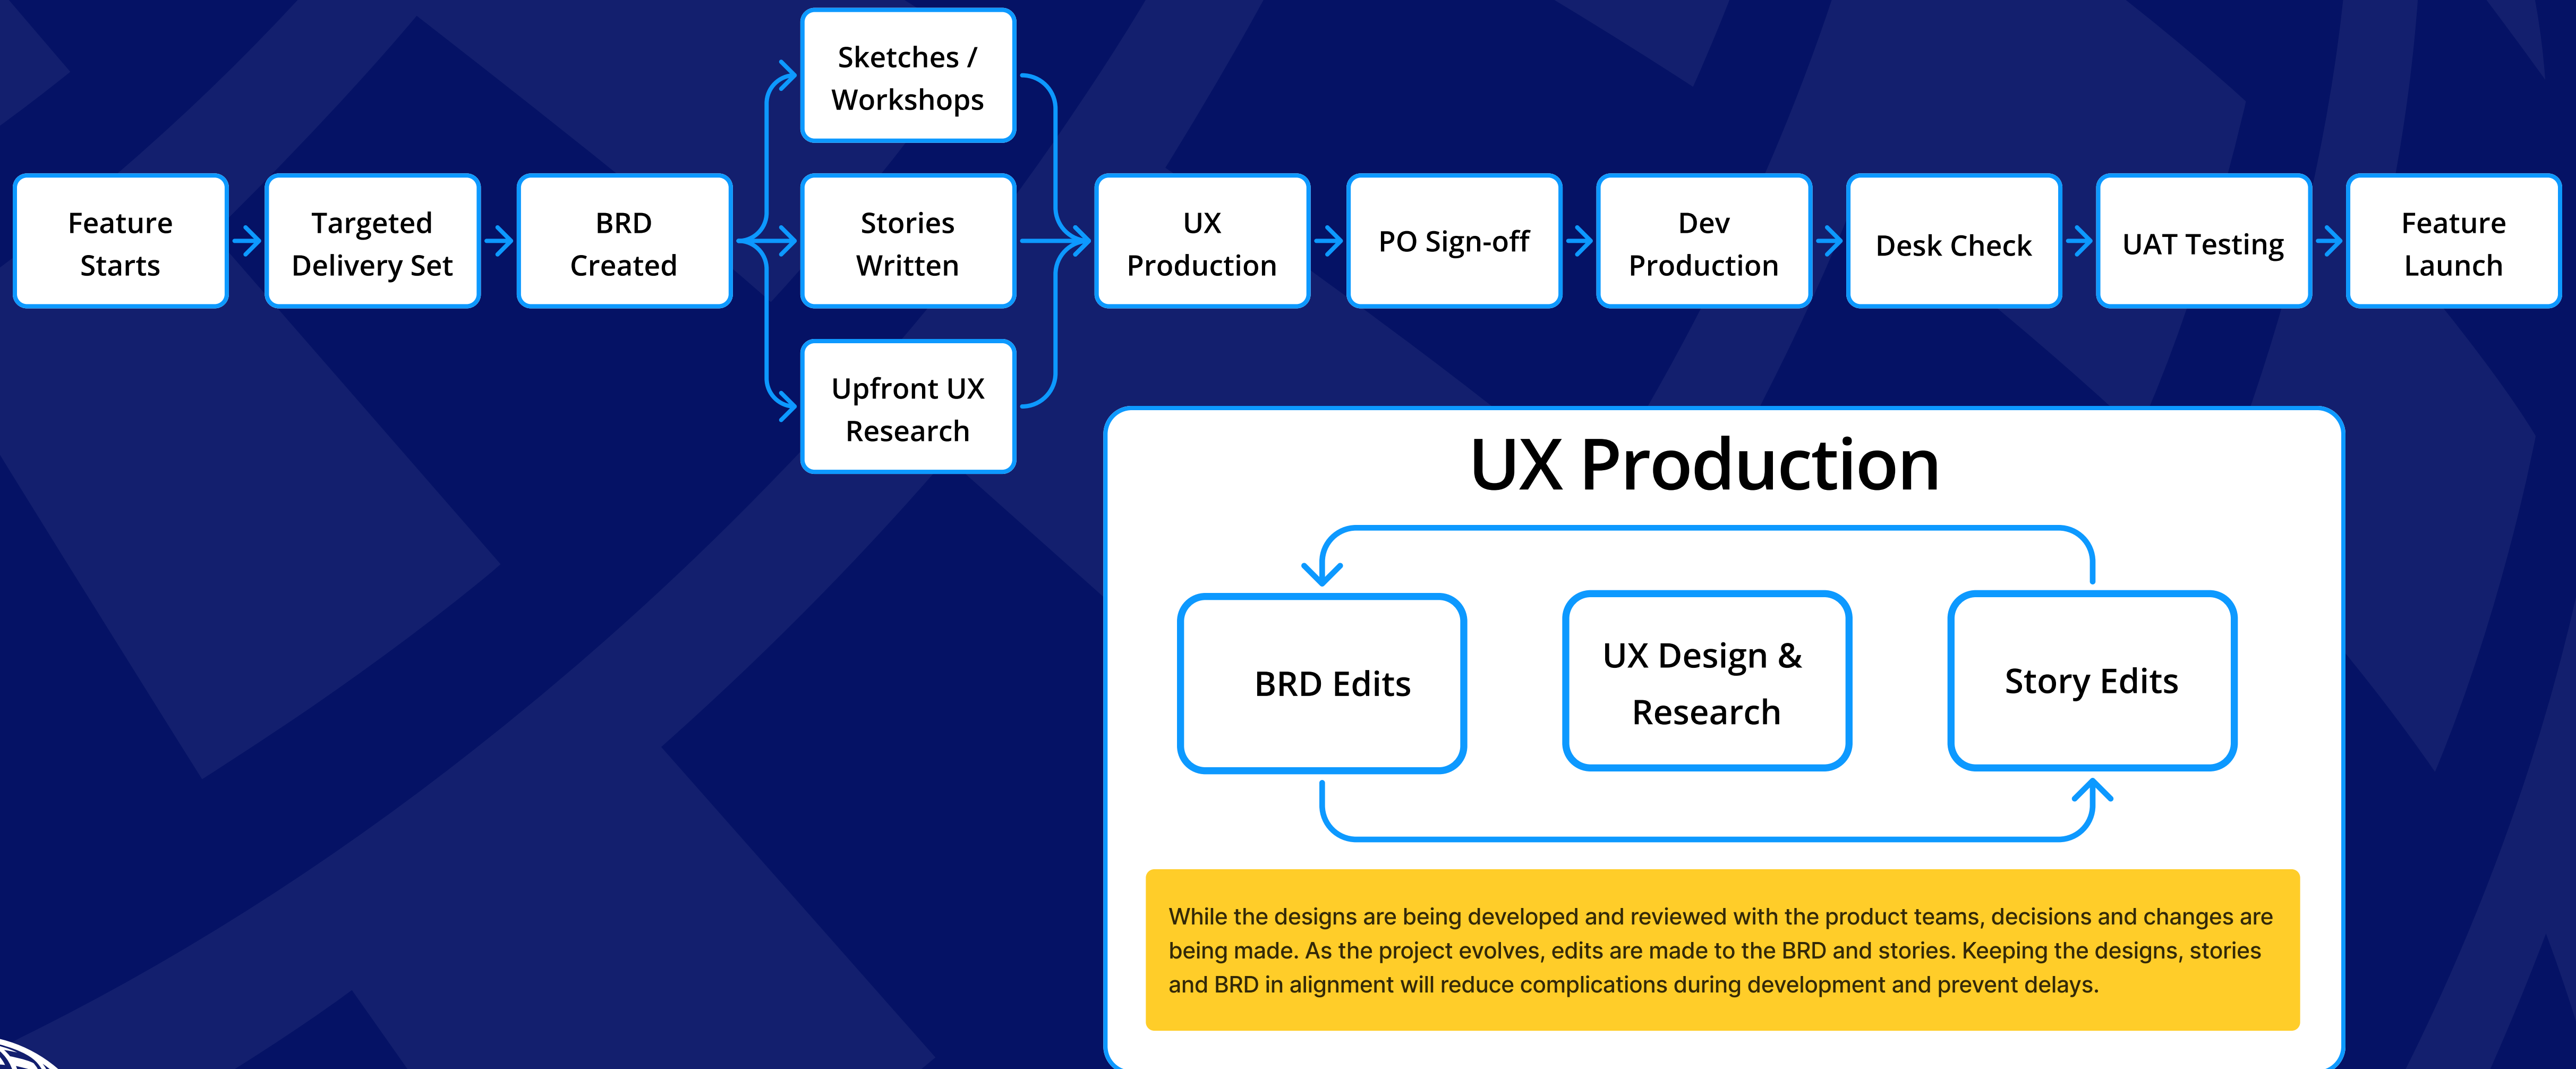 Sketches /
Workshops
Feature
Starts
Targeted
Delivery Set
BRD
Created
Stories
Written
UX
Production
PO Sign-off
Dev
Production
Desk Check
UAT Testing
Feature
Launch
Upfront UX
Research
UX Production
BRD Edits
UX Design &
Research
Story Edits
While the designs are being developed and reviewed with the product teams, decisions and changes are
being made. As the project evolves, edits are made to the BRD and stories. Keeping the designs, stories
and BRD in alignment will reduce complications during development and prevent delays.